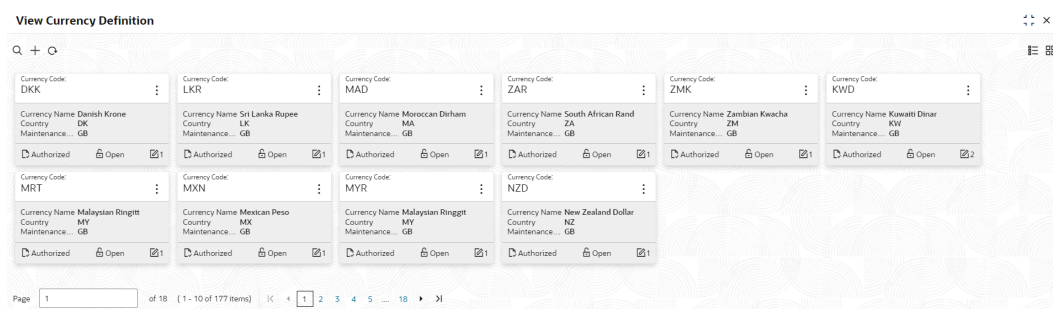 View Currency Definition
Currency Code:
DKK
Currency Name Danish Krone
Country DK
Maintenance... GB
Authorized Open 1
Currency Code:
LKR
Currency Name Sri Lanka Rupee
Country LK
Maintenance... GB
Authorized Open 1
Currency Code:
MAD
Currency Name Moroccan Dirham
Country MA
Maintenance... GB
Authorized Open 1
Currency Code:
ZAR
Currency Name South African Rand
Country ZA
Maintenance... GB
Authorized Open 1
Currency Code:
ZMK
Currency Name Zambian Kwacha
Country ZM
Maintenance... GB
Authorized Open 1
Currency Code:
KWD
Currency Name Kuwaiti Dinar
Country KW
Maintenance... GB
Authorized Open 2
Currency Code:
MRT
Currency Name Malaysian Ringitt
Country MY
Maintenance... GB
Authorized Open 1
Currency Code:
MXN
Currency Name Mexican Peso
Country MX
Maintenance... GB
Authorized Open 1
Currency Code:
MYR
Currency Name Malaysian Ringgit
Country MY
Maintenance... GB
Authorized Open 1
Currency Code:
NZD
Currency Name New Zealand Dollar
Country NZ
Maintenance... GB
Authorized Open 1
Page 1 of 18 (1 - 10 of 177 items) 1 2 3 4 5 .... 18